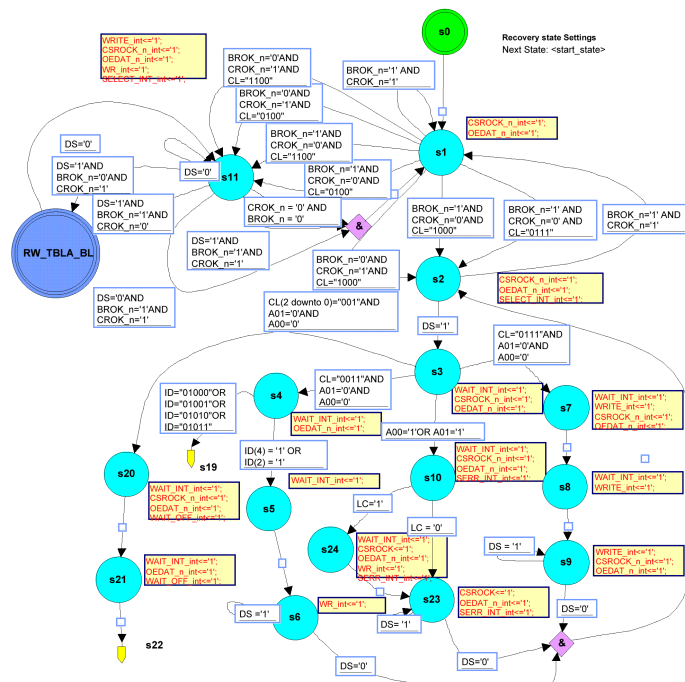 s0
Recovery state Settings
Next State: <start_state>
WRITE_int<='1';
CSROCK_n_int<='1';
OEDAT_n_int<='1';
WR_int<='1';
SELECT_INT_int<='1';
BROK_n='0'AND
CROK_n='1'AND
CL="1100"
BROK_n='1' AND
CROK_n='1'
BROK_n='0'AND
CROK_n='1'AND
CL="0100"
CSROCK_n_int<='1';
OEDAT_n_int<='1';
BROK_n='1'AND
CROK_n='0'AND
CL="1100"
DS='0'
s1
s11
DS='0'
DS='1'AND
BROK_n='0'AND
CROK_n='1'
BROK_n='1'AND
CROK_n='0'AND
CL="0100"
DS='1'AND
BROK_n='1'AND
CROK_n='0'
CROK_n = '0' AND
BROK_n = '0'
&
BROK_n='1'AND
CROK_n='0'AND
CL="1000"
BROK_n='1'AND
CROK_n='0' AND
CL="0111"
BROK_n='1' AND
CROK_n='1'
RW_TBLA_BL
DS='1'AND
BROK_n='1'AND
CROK_n='1'
BROK_n='0'AND
CROK_n='1'AND
CL="1000"
s2
CSROCK_n_int<='1';
OEDAT_n_int<='1';
SELECT_INT_int<='1';
DS='0'AND
BROK_n='1'AND
CROK_n='1'
CL(2 downto 0)="001"AND
A01='0'AND
A00='0'
DS='1'
CL="0111"AND
A01='0'AND
A00='0'
s3
CL="0011"AND
A01='0'AND
A00='0'
s4
ID="01000"OR
ID="01001"OR
ID="01010"OR
ID="01011"
WAIT_INT_int<='1';
CSROCK_n_int<='1';
OEDAT_n_int<='1';
s7
WAIT_INT_int<='1';
WRITE_int<='1';
CSROCK_n_int<='1';
OEDAT_n_int<='1';
WAIT_INT_int<='1';
OEDAT_n_int<='1';
A00='1'OR A01='1'
ID(4) = '1' OR
ID(2) = '1'
s19
s20
WAIT_INT_int<='1';
s10
WAIT_INT_int<='1';
CSROCK_n_int<='1';
OEDAT_n_int<='1';
SERR_INT_int<='1';
s8
WAIT_INT_int<='1';
WRITE_int<='1';
WAIT_INT_int<='1';
CSROCK_n_int<='1';
OEDAT_n_int<='1';
WAIT_OFF_int<='1';
s5
LC='1'
LC = '0'
s24
WAIT_INT_int<='1';
CSROCK<='1';
OEDAT_n_int<='1';
WR_int<='1';
SERR_INT_int<='1';
DS = '1'
s9
WRITE_int<='1';
CSROCK_n_int<='1';
OEDAT_n_int<='1';
s21
WAIT_INT_int<='1';
OEDAT_n_int<='1';
WAIT_OFF_int<='1';
s23
CSROCK<='1';
OEDAT_n_int<='1';
SERR_INT_int<='1';
DS ='1'
s6
WR_int<='1';
DS= '1'
DS='0'
s22
&
DS='0'
DS='0'